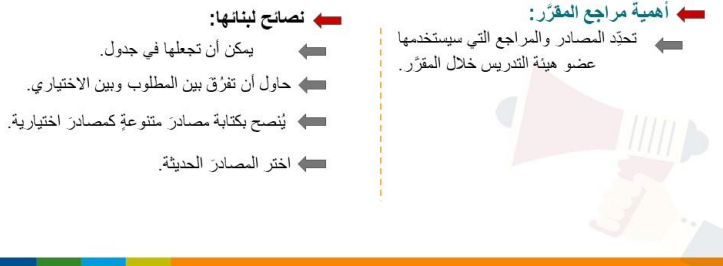 أهمية مراجع المقرَّر:
تحدِّد المصادر والمراجع التي سيستخدمها
عضو هيئة التدريس خلال المقرَّر.
نصائح لبنائها:
يمكن أن تجعلها في جدول.
حاول أن تفرُق بين المطلوب وبين الاختياري.
يُنصح بكتابة مصادرَ متنوعةٍ كمصادرَ اختيارية.
اختر المصادرَ الحديثة.